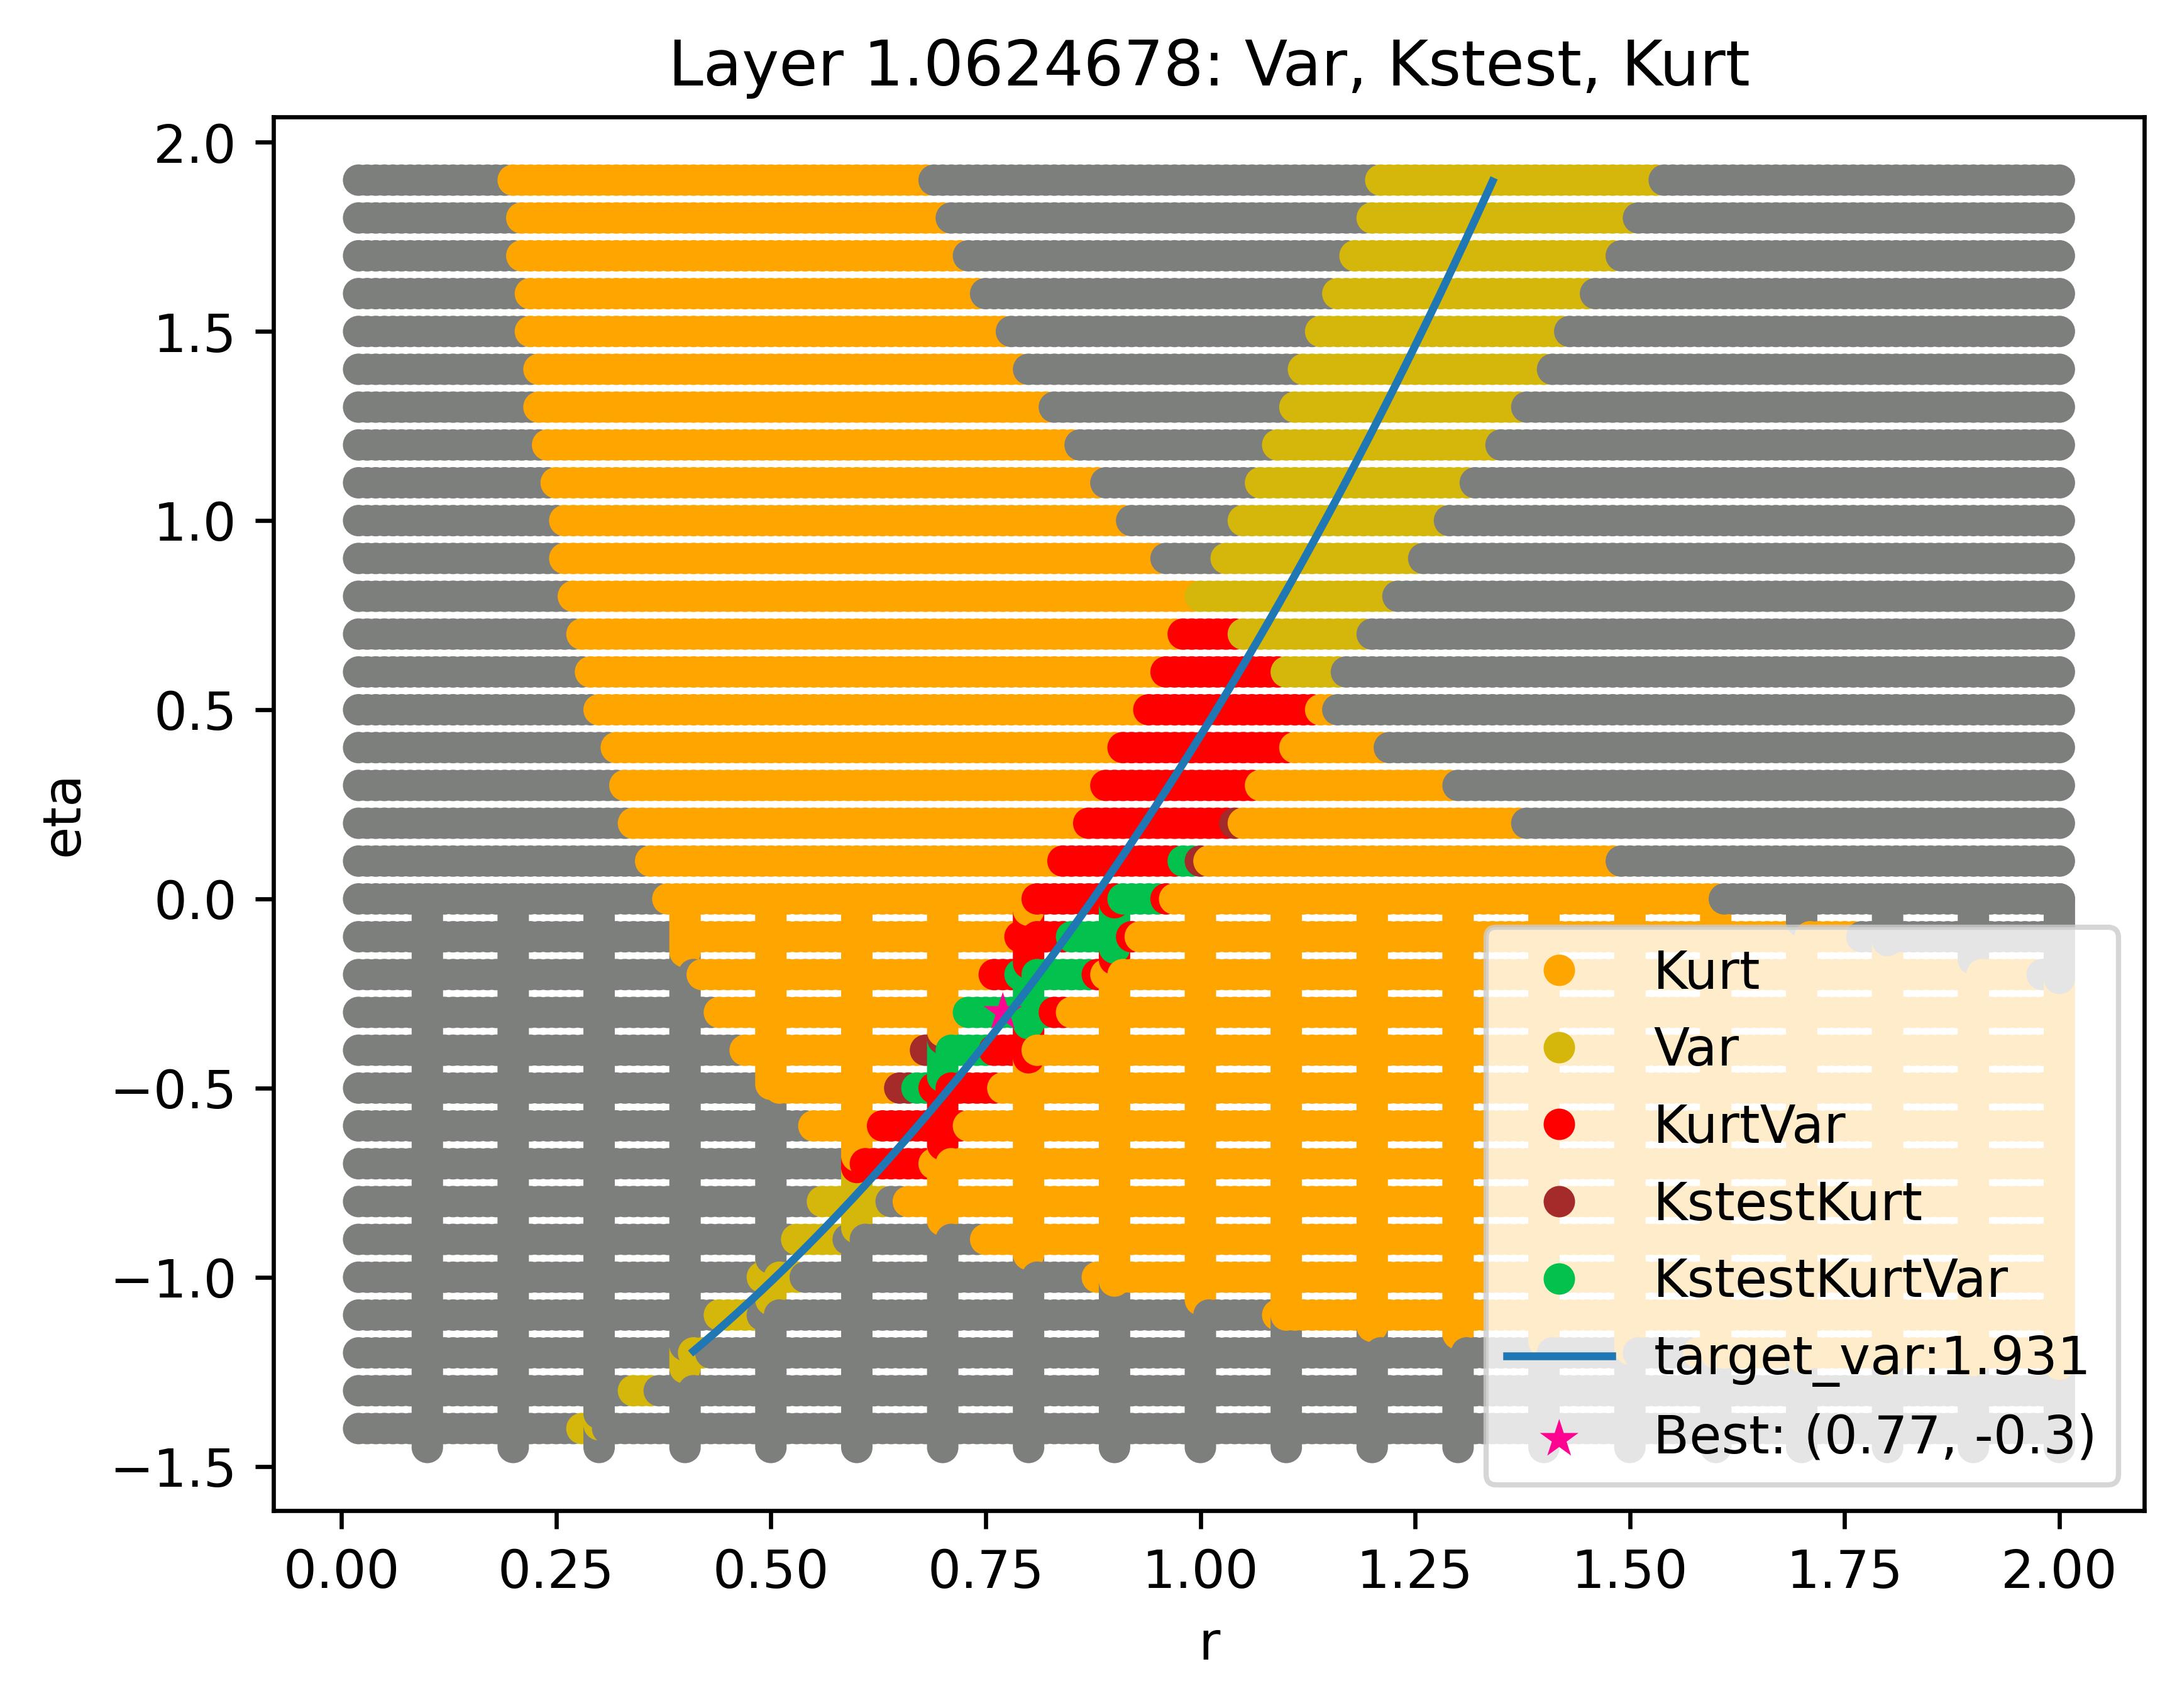 Layer 1.0624678: Var, Kstest, Kurt
2.0
1.5
1.0
0.5
0.0
−0.5
−1.0
−1.5
eta
Kurt
Var
KurtVar
KstestKurt
KstestKurtVar
target_var:1.931
Best: (0.77, -0.3)
0.00 0.25 0.50 0.75 1.00 1.25 1.50 1.75 2.00
r